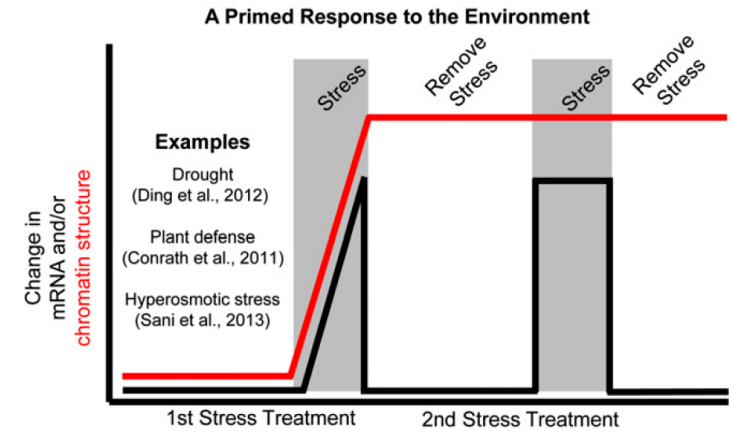 A Primed Response to the Environment
Stress
Remove
Stress
Stress
Remove
Stress
Examples
Drought
(Ding et al., 2012)
Plant defense
(Conrath et al., 2011)
Hyperosmotic stress
(Sani et al., 2013)
Change in
mRNA and/or
chromatin structure
1st Stress Treatment
2nd Stress Treatment